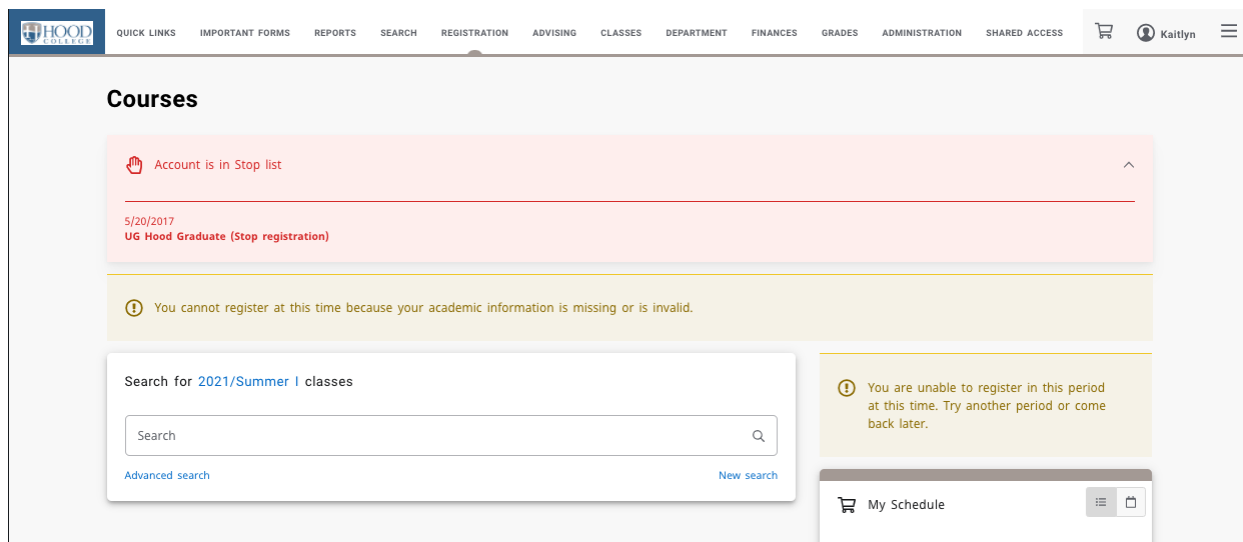 HOOD
COLLEGE
QUICK LINKS IMPORTANT FORMS REPORTS SEARCH REGISTRATION ADVISING CLASSES DEPARTMENT FINANCES GRADES ADMINISTRATION SHARED ACCESS Kaitlyn
Courses
Account is in Stop list
5/20/2017
UG Hood Graduate (Stop registration)
You cannot register at this time because your academic information is missing or is invalid.
Search for 2021/Summer I classes
Search
Advanced search New search
You are unable to register in this period
at this time. Try another period or come
back later.
My Schedule